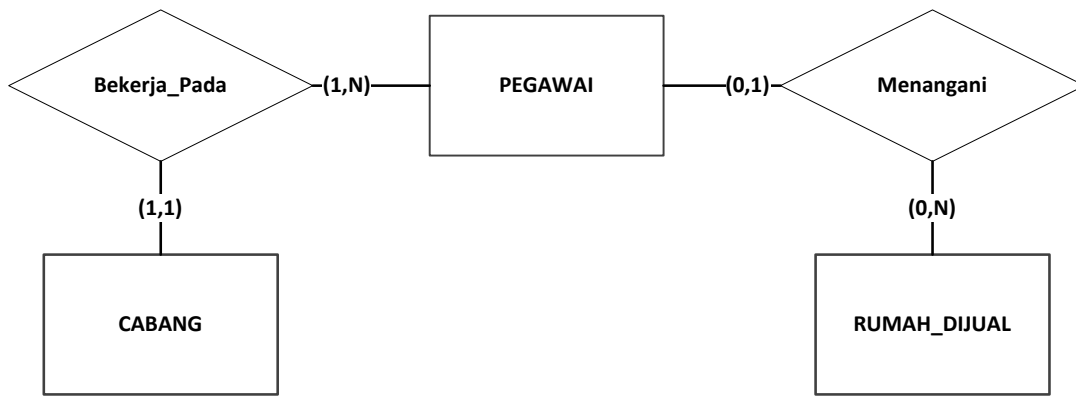 Bekerja_Pada
(1,N)
PEGAWAI
(0,1)
Menangani
(1,1)
(0,N)
CABANG
RUMAH_DIJUAL